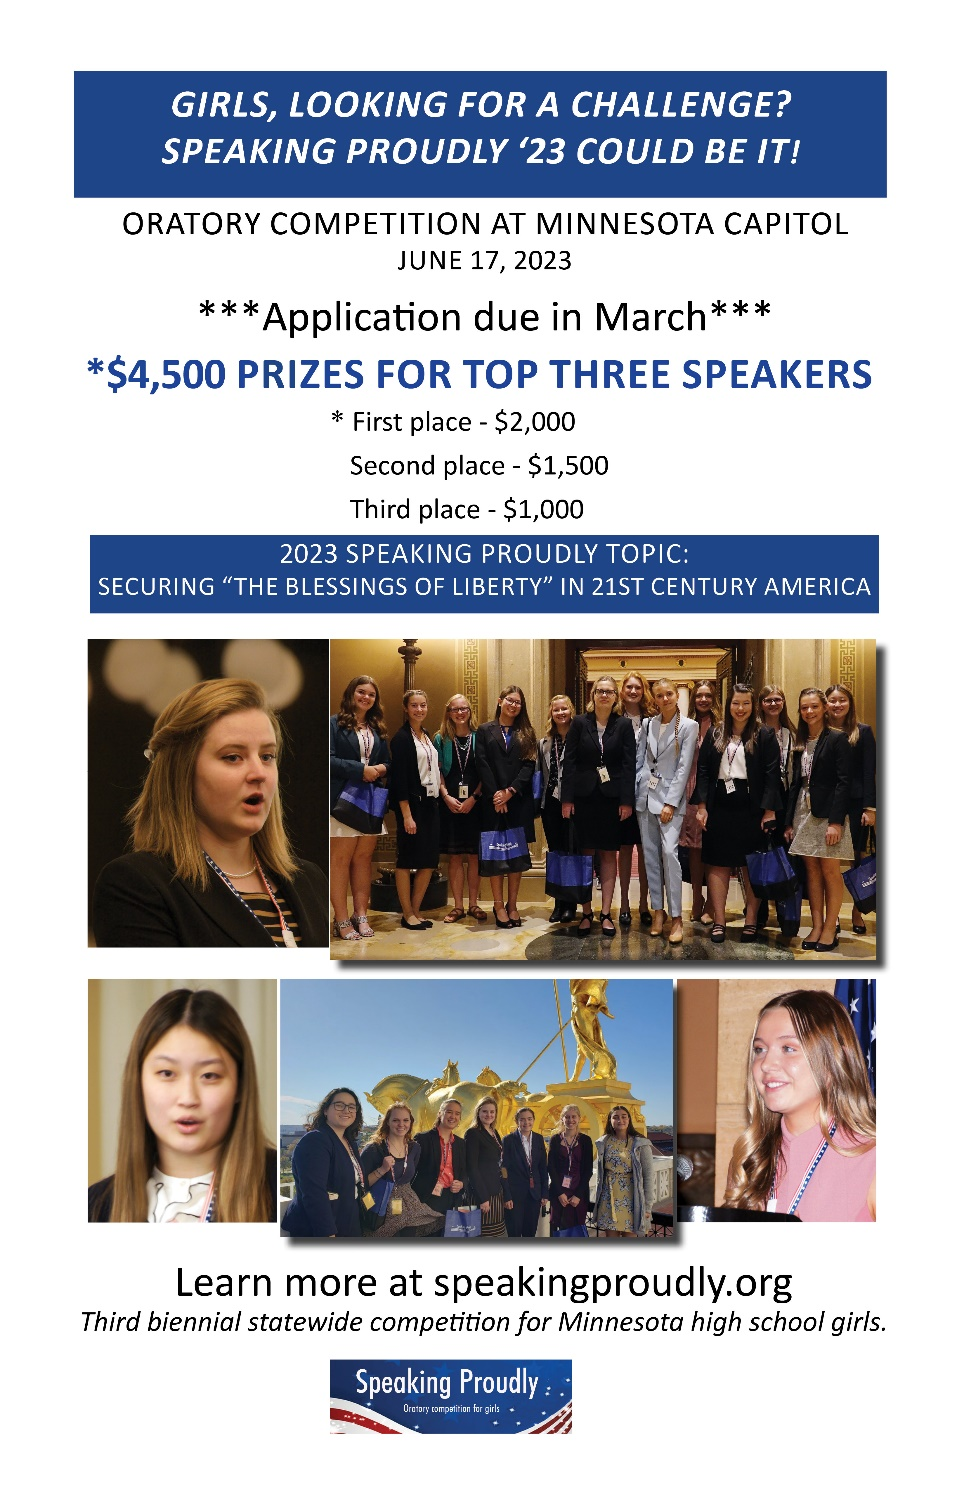 GIRLS, LOOKING FOR A CHALLENGE?
SPEAKING PROUDLY ‘23 COULD BE IT!
ORATORY COMPETITION AT MINNESOTA CAPITOL
JUNE 17, 2023
***Application due in March***
*$4,500 PRIZES FOR TOP THREE SPEAKERS
* First place - $2,000
Second place - $1,500
Third place - $1,000
2023 SPEAKING PROUDLY TOPIC:
SECURING “THE BLESSINGS OF LIBERTY” IN 21ST CENTURY AMERICA
Learn more at speakingproudly.org
Third biennial statewide competition for Minnesota high school girls.
Speaking Proudly
Oratory competition for girls